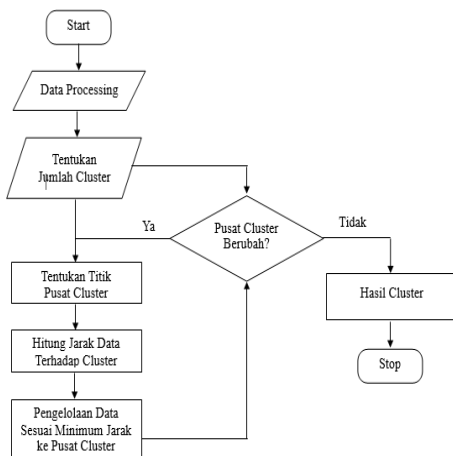 Start
Data Processing
Tentukan
Jumlah Cluster
Ya
Pusat Cluster
Berubah?
Tidak
Tentukan Titik
Pusat Cluster
Hasil Cluster
Hitung Jarak Data
Terhadap Cluster
Stop
Pengelolaan Data
Sesuai Minimum Jarak
ke Pusat Cluster